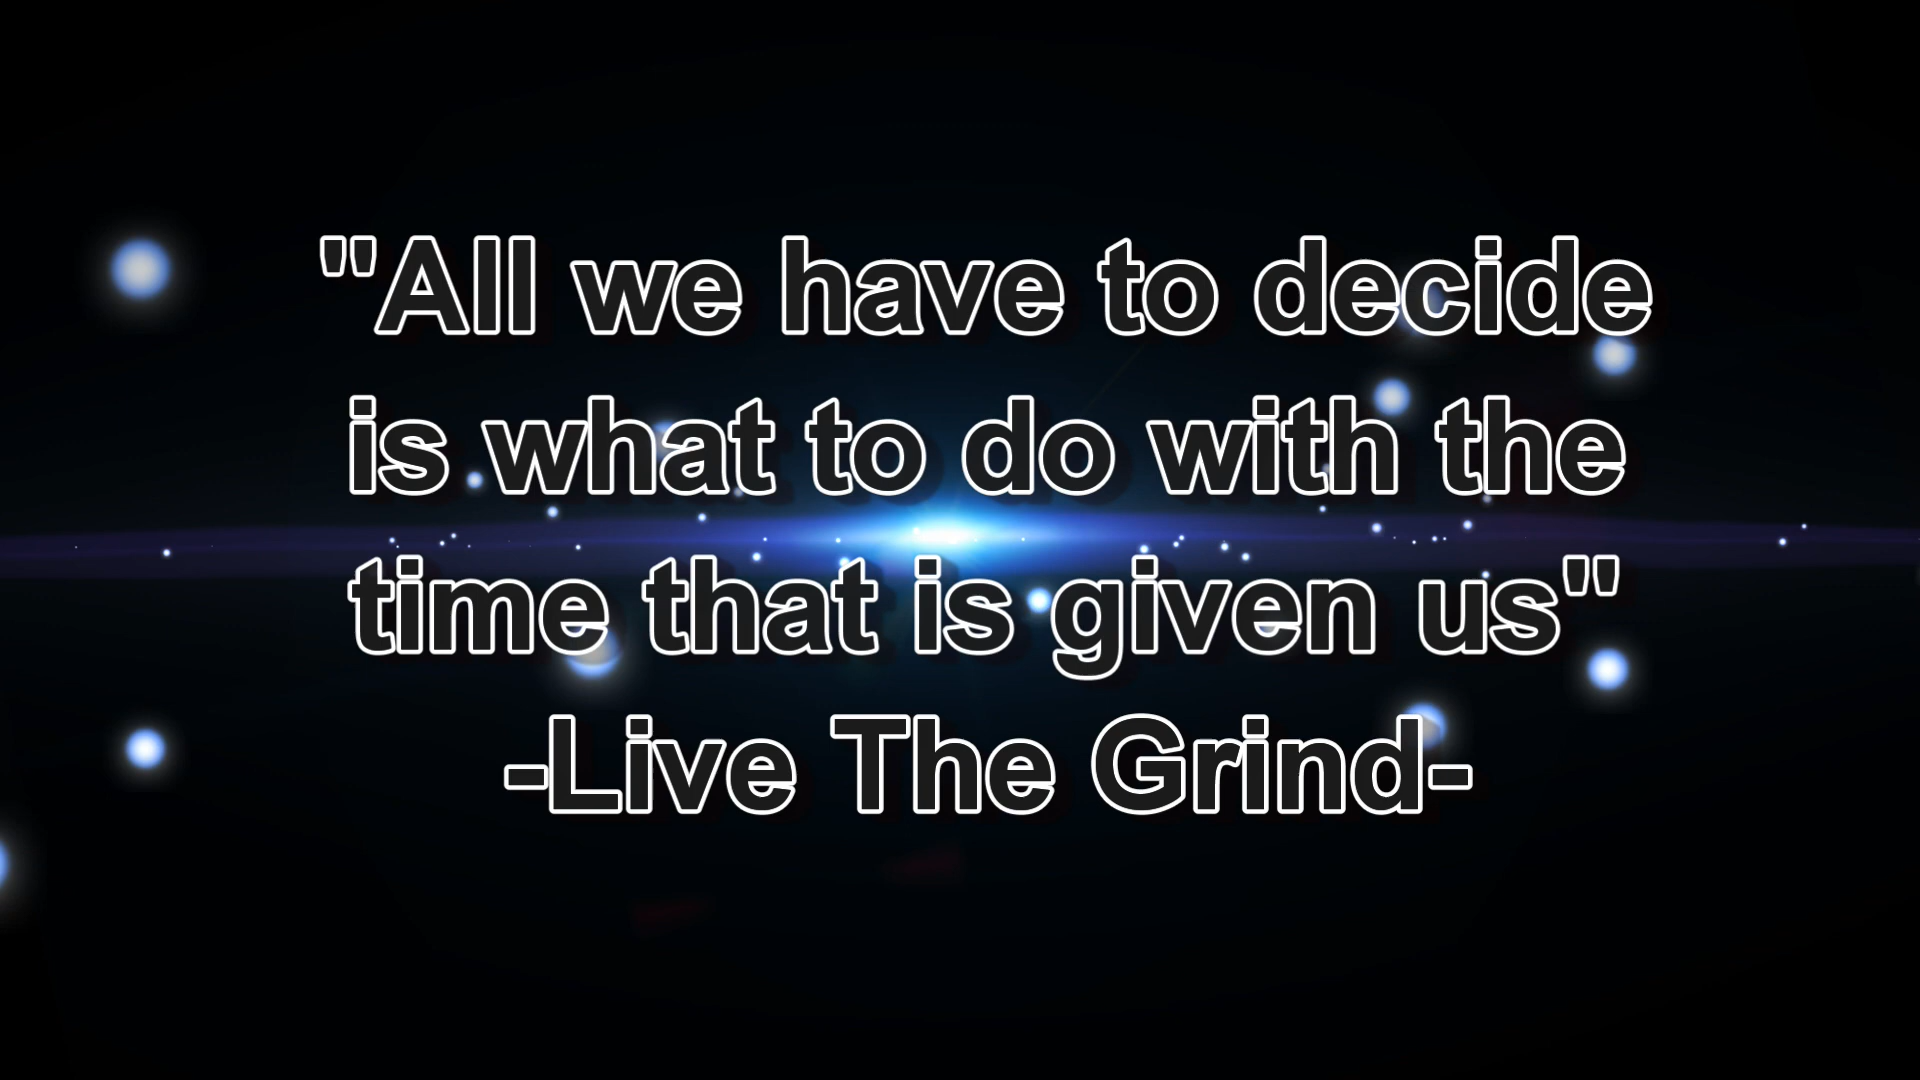 "All we have to decide
is what to do with the
time that is given us"
-Live The Grind-